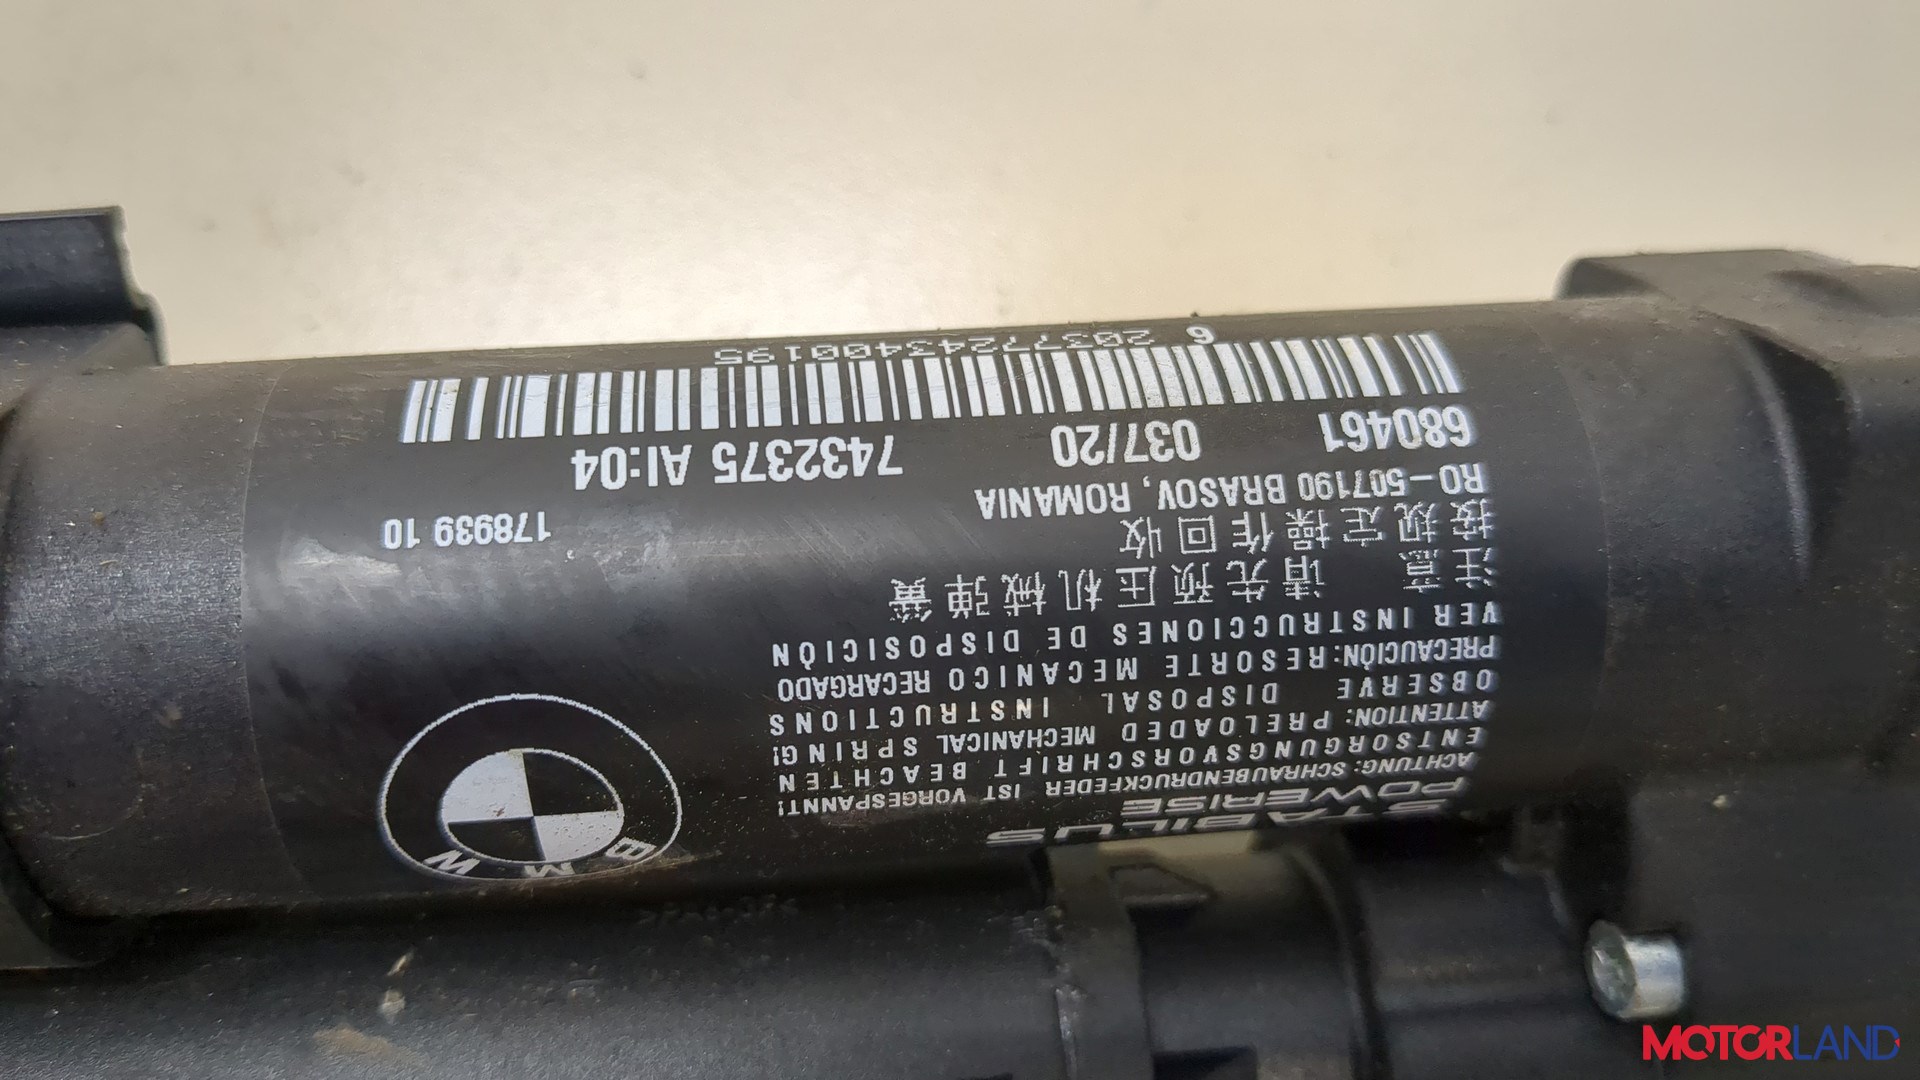 STABILUS
POWERISE
ACHTUNG: SCHRAUBENDRUCKFEDER IST VORGESPANNT!
ENTSORGUNGSVORSCHRIFT BEACHTEN
ATTENTION: PRELOADED MECHANICAL SPRING!
OBSERVE DISPOSAL INSTRUCTIONS
PRECAUCIÓN: RESORTE MECANICO RECARGADO
VER INSTRUCCIONES DE DISPOSICIÓN
注意 请先预压机械弹簧
按规定操作回收
RO-507190 BRASOV, ROMANIA
680461 037/20 7432375 AI:04
6 20377243400195
BMW
178939 10
MOTORLAND